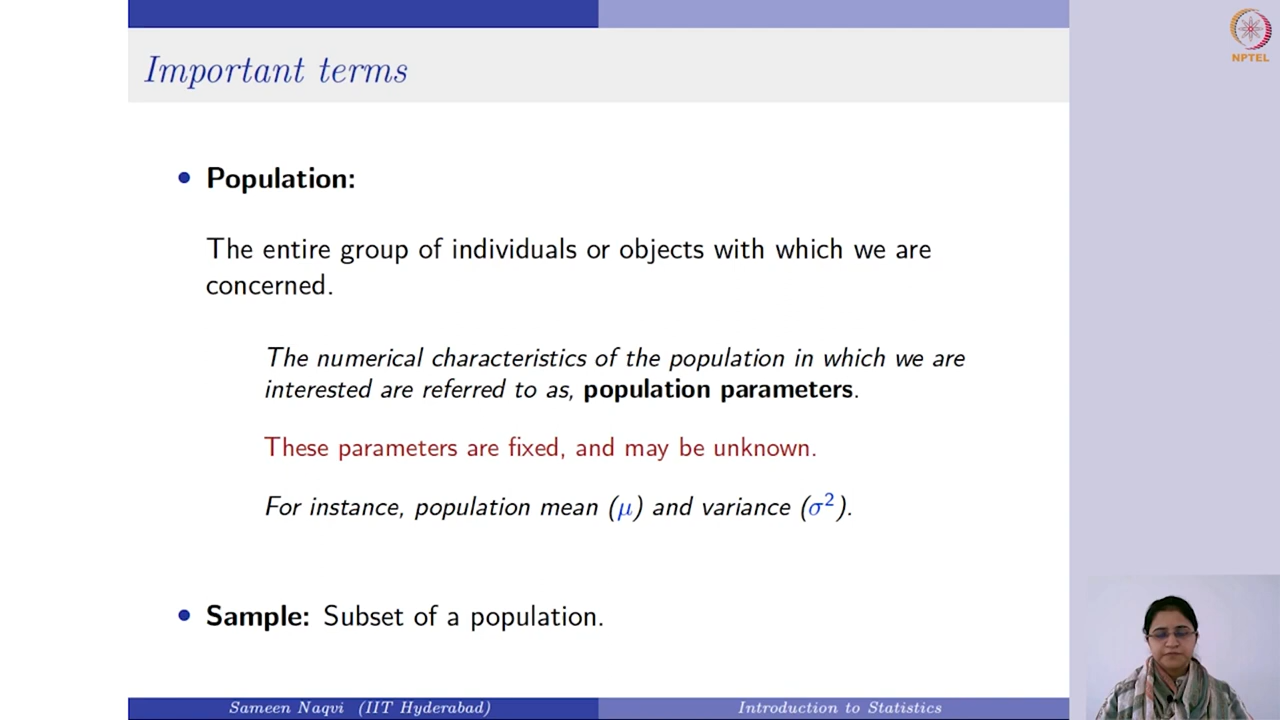 Important terms
NPTEL
• Population:
The entire group of individuals or objects with which we are
concerned.
The numerical characteristics of the population in which we are
interested are referred to as, population parameters.
These parameters are fixed, and may be unknown.
For instance, population mean (μ) and variance (σ²).
• Sample: Subset of a population.
Sameen Naqvi (IIT Hyderabad)
Introduction to Statistics